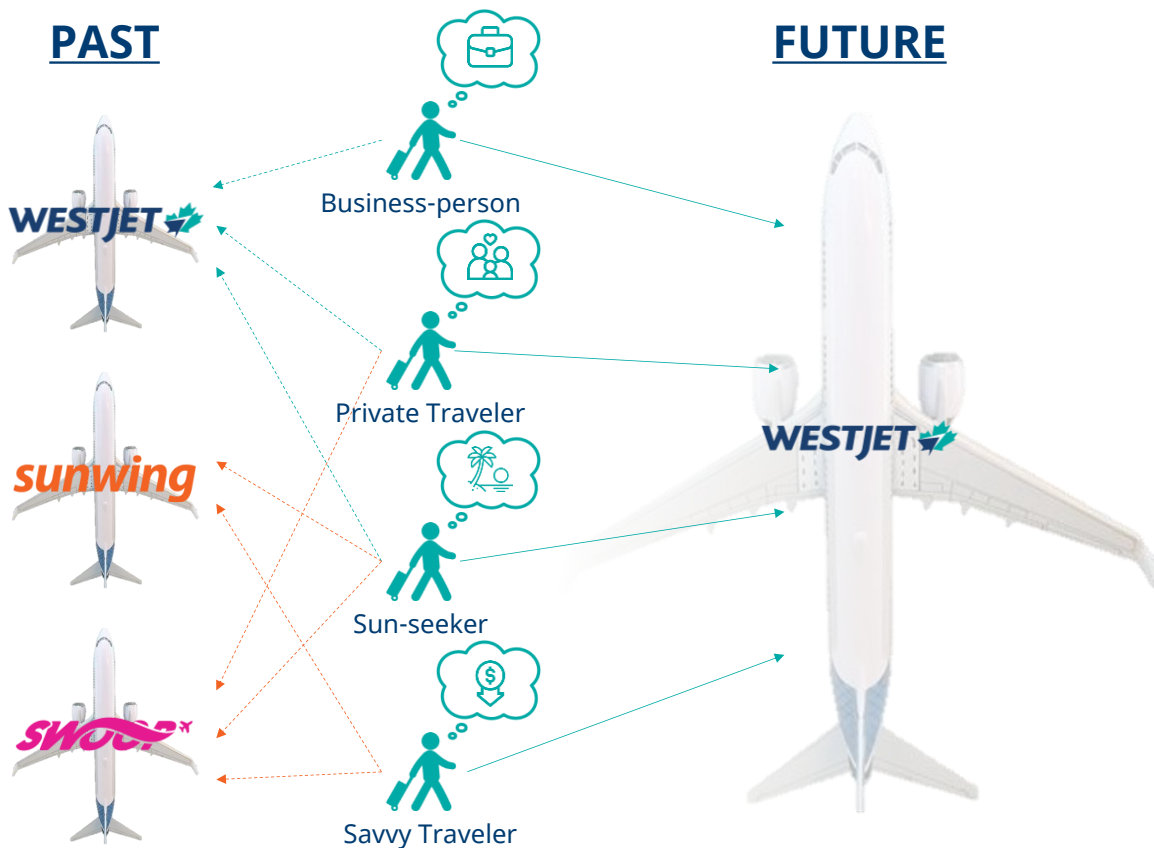 PAST
FUTURE
WESTJET
Business-person
Private Traveler
WESTJET
sunwing
Sun-seeker
$
SWOOP
Savvy Traveler